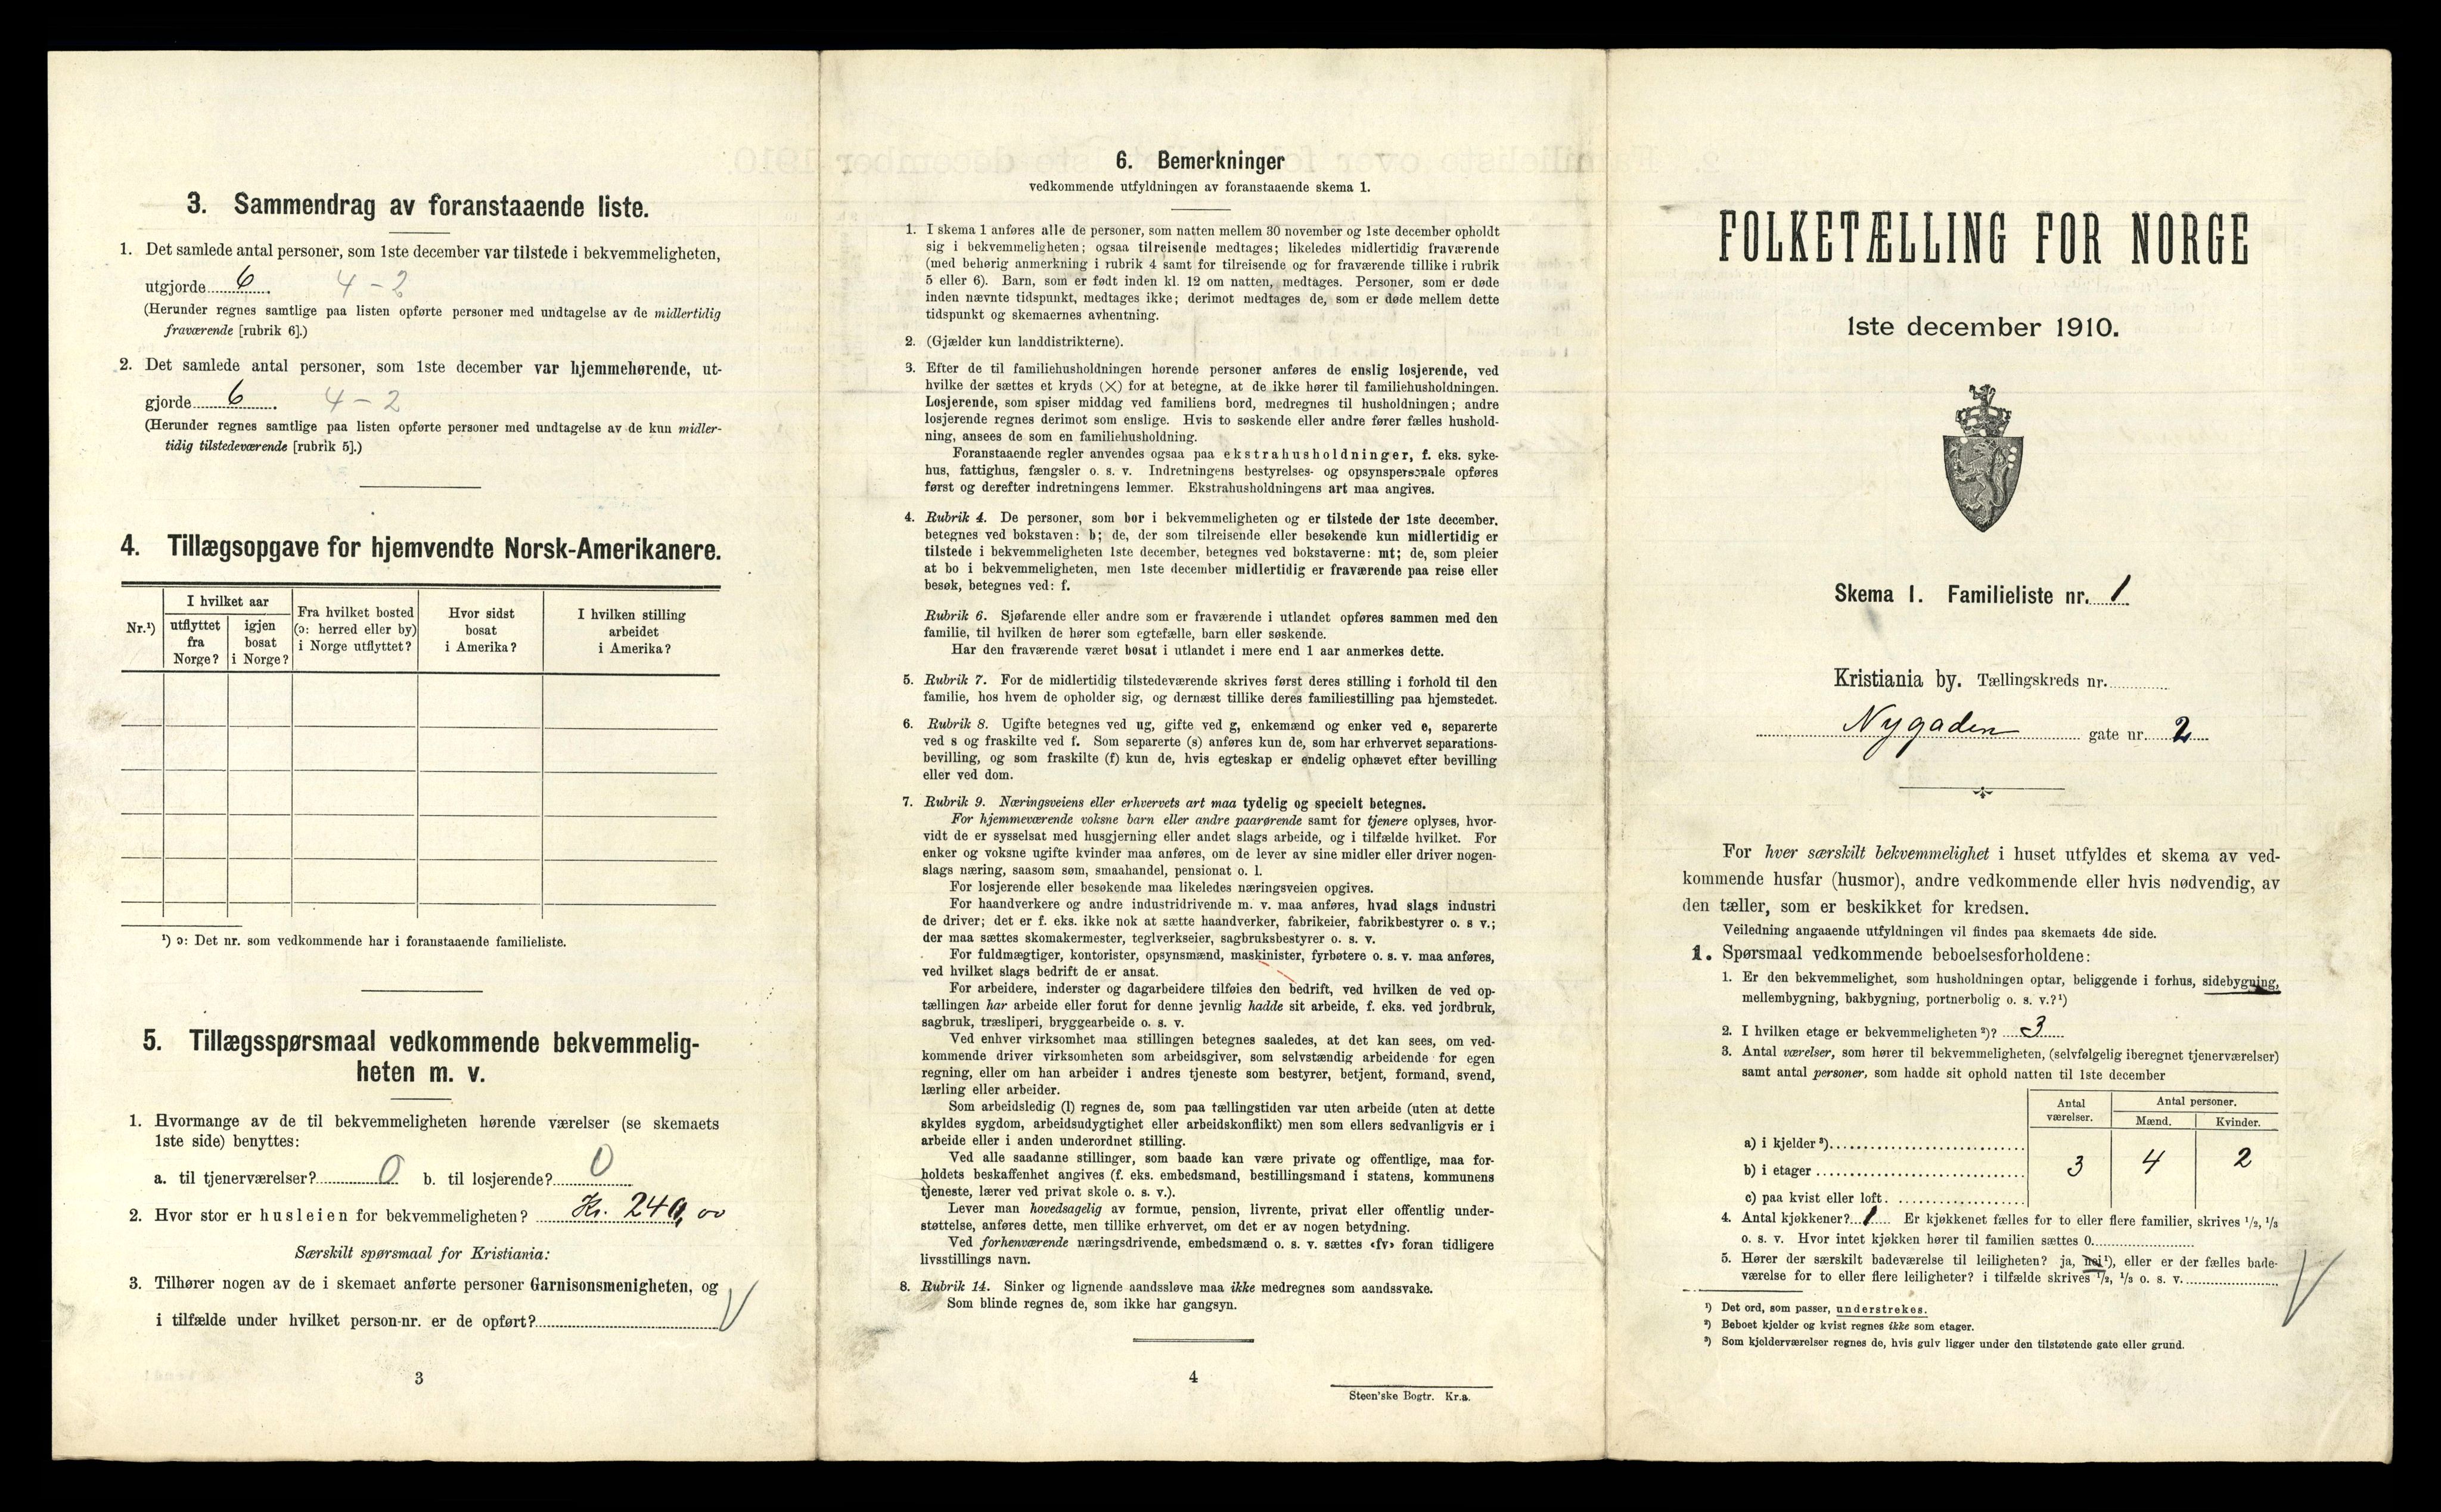 3. Sammendrag av foranstaaende liste.
1. Det samlede antal personer, som 1ste december var tilstede i bekvemmeligheten,
utgjorde 6. 4 – 2
(Herunder regnes samtlige paa listen opførte personer med undtagelse av de midlertidig
fraværende [rubrik 6].)
2. Det samlede antal personer, som 1ste december var hjemmehørende, ut-
gjorde 6. 4 – 2
(Herunder regnes samtlige paa listen opførte personer med undtagelse av de kun midler-
tidig tilstedeværende [rubrik 5].)
4. Tillægsopgave for hjemvendte Norsk-Amerikanere.
Nr.¹)
I hvilket aar
utflyttet
fra
Norge?
igjen
bosat
i Norge?
Fra hvilket bosted
(ɔ: herred eller by)
i Norge utflyttet?
Hvor sidst
bosat
i Amerika?
I hvilken stilling
arbeidet
i Amerika?
¹) ɔ: Det nr. som vedkommende har i foranstaaende familieliste.
5. Tillægsspørsmaal vedkommende bekvemmelig-
heten m. v.
1. Hvormange av de til bekvemmeligheten hørende værelser (se skemaets
1ste side) benyttes:
a. til tjenerværelser? 0 b. til losjerende? 0
2. Hvor stor er husleien for bekvemmeligheten? Kr. 240,00
Særskilt spørsmaal for Kristiania:
3. Tilhører nogen av de i skemaet anførte personer Garnisonsmenigheten, og
i tilfælde under hvilket person-nr. er de opført?
3
6. Bemerkninger
vedkommende utfyldningen av foranstaaende skema 1.
1. I skema 1 anføres alle de personer, som natten mellem 30 november og 1ste december opholdt
sig i bekvemmeligheten; ogsaa tilreisende medtages; likeledes midlertidig fraværende
(med behørig anmerkning i rubrik 4 samt for tilreisende og for fraværende tillike i rubrik
5 eller 6). Barn, som er født inden kl. 12 om natten, medtages. Personer, som er døde
inden nævnte tidspunkt, medtages ikke; derimot medtages de, som er døde mellem dette
tidspunkt og skemaernes avhentning.
2. (Gjælder kun landdistrikterne).
3. Efter de til familiehusholdningen hørende personer anføres de enslig losjerende, ved
hvilke der sættes et kryds (×) for at betegne, at de ikke hører til familiehusholdningen.
Losjerende, som spiser middag ved familiens bord, medregnes til husholdningen; andre
losjerende regnes derimot som enslige. Hvis to søskende eller andre fører fælles hushold-
ning, ansees de som en familiehusholdning.
Foranstaaende regler anvendes ogsaa paa ekstrahusholdninger, f. eks. syke-
hus, fattighus, fængsler o. s. v. Indretningens bestyrelses- og opsynspersonale opføres
først og derefter indretningens lemmer. Ekstrahusholdningens art maa angives.
4. Rubrik 4. De personer, som bor i bekvemmeligheten og er tilstede der 1ste december,
betegnes ved bokstaven: b; de, der som tilreisende eller besøkende kun midlertidig er
tilstede i bekvemmeligheten 1ste december, betegnes ved bokstaverne: mt; de, som pleier
at bo i bekvemmeligheten, men 1ste december midlertidig er fraværende paa reise eller
besøk, betegnes ved: f.
Rubrik 6. Sjøfarende eller andre som er fraværende i utlandet opføres sammen med den
familie, til hvilken de hører som egtefælle, barn eller søskende.
Har den fraværende været bosat i utlandet i mere end 1 aar anmerkes dette.
5. Rubrik 7. For de midlertidig tilstedeværende skrives først deres stilling i forhold til den
familie, hos hvem de opholder sig, og dernæst tillike deres familiestilling paa hjemstedet.
6. Rubrik 8. Ugifte betegnes ved ug, gifte ved g, enkemænd og enker ved e, separerte
ved s og fraskilte ved f. Som separerte (s) anføres kun de, som har erhvervet separations-
bevilling, og som fraskilte (f) kun de, hvis egteskap er endelig ophævet efter bevilling
eller ved dom.
7. Rubrik 9. Næringsveiens eller erhvervets art maa tydelig og specielt betegnes.
For hjemmeværende voksne barn eller andre paarørende samt for tjenere oplyses, hvor-
vidt de er sysselsat med husgjerning eller andet slags arbeide, og i tilfælde hvilket. For
enker og voksne ugifte kvinder maa anføres, om de lever av sine midler eller driver nogen-
slags næring, saasom søm, smaahandel, pensionat o. l.
For losjerende eller besøkende maa likeledes næringsveien opgives.
For haandverkere og andre industridrivende m. v. maa anføres, hvad slags industri
de driver; det er f. eks. ikke nok at sætte haandverker, fabrikeier, fabrikbestyrer o. s v.;
der maa sættes skomakermester, teglverkseier, sagbruksbestyrer o. s. v.
For fuldmægtiger, kontorister, opsynsmænd, maskinister, fyrbøtere o. s. v. maa anføres,
ved hvilket slags bedrift de er ansat.
For arbeidere, inderster og dagarbeidere tilføies den bedrift, ved hvilken de ved op-
tællingen har arbeide eller forut for denne jevnlig hadde sit arbeide, f. eks. ved jordbruk,
sagbruk, træsliperi, bryggearbeide o. s. v.
Ved enhver virksomhet maa stillingen betegnes saaledes, at det kan sees, om ved-
kommende driver virksomheten som arbeidsgiver, som selvstændig arbeidende for egen
regning, eller om han arbeider i andres tjeneste som bestyrer, betjent, formand, svend,
lærling eller arbeider.
Som arbeidsledig (l) regnes de, som paa tællingstiden var uten arbeide (uten at dette
skyldes sygdom, arbeidsudygtighet eller arbeidskonflikt) men som ellers sedvanligvis er i
arbeide eller i anden underordnet stilling.
Ved alle saadanne stillinger, som baade kan være private og offentlige, maa for-
holdets beskaffenhet angives (f. eks. embedsmand, bestillingsmand i statens, kommunens
tjeneste, lærer ved privat skole o. s. v.).
Lever man hovedsagelig av formue, pension, livrente, privat eller offentlig under-
støttelse, anføres dette, men tillike erhvervet, om det er av nogen betydning.
Ved forhenværende næringsdrivende, embedsmænd o. s. v. sættes «fv» foran tidligere
livsstillings navn.
8. Rubrik 14. Sinker og lignende aandssløve maa ikke medregnes som aandssvake.
Som blinde regnes de, som ikke har gangsyn.
4
Steen'ske Bogtr. Kr.a.
FOLKETÆLLING FOR NORGE
1ste december 1910.
Skema 1. Familieliste nr. 1
Kristiania by. Tællingskreds nr.
Nygaden gate nr. 2
For hver særskilt bekvemmelighet i huset utfyldes et skema av ved-
kommende husfar (husmor), andre vedkommende eller hvis nødvendig, av
den tæller, som er beskikket for kredsen.
Veiledning angaaende utfyldningen vil findes paa skemaets 4de side.
1. Spørsmaal vedkommende beboelsesforholdene:
1. Er den bekvemmelighet, som husholdningen optar, beliggende i forhus, sidebygning,
mellembygning, bakbygning, portnerbolig o. s. v.?¹)
2. I hvilken etage er bekvemmeligheten²)? 3
3. Antal værelser, som hører til bekvemmeligheten, (selvfølgelig iberegnet tjenerværelser)
samt antal personer, som hadde sit ophold natten til 1ste december
Antal
værelser.
Antal personer.
Mænd. Kvinder.
a) i kjelder³)
b) i etager 3 4 2
c) paa kvist eller loft.
4. Antal kjøkkener? 1 Er kjøkkenet fælles for to eller flere familier, skrives 1/2, 1/3
o. s. v. Hvor intet kjøkken hører til familien sættes 0.
5. Hører der særskilt badeværelse til leiligheten? ja, nei¹), eller er der fælles bade-
værelse for to eller flere leiligheter? i tilfælde skrives 1/2, 1/3 o. s. v.
¹) Det ord, som passer, understrekes.
²) Beboet kjelder og kvist regnes ikke som etager.
³) Som kjelderværelser regnes de, hvis gulv ligger under den tilstøtende gate eller grund.